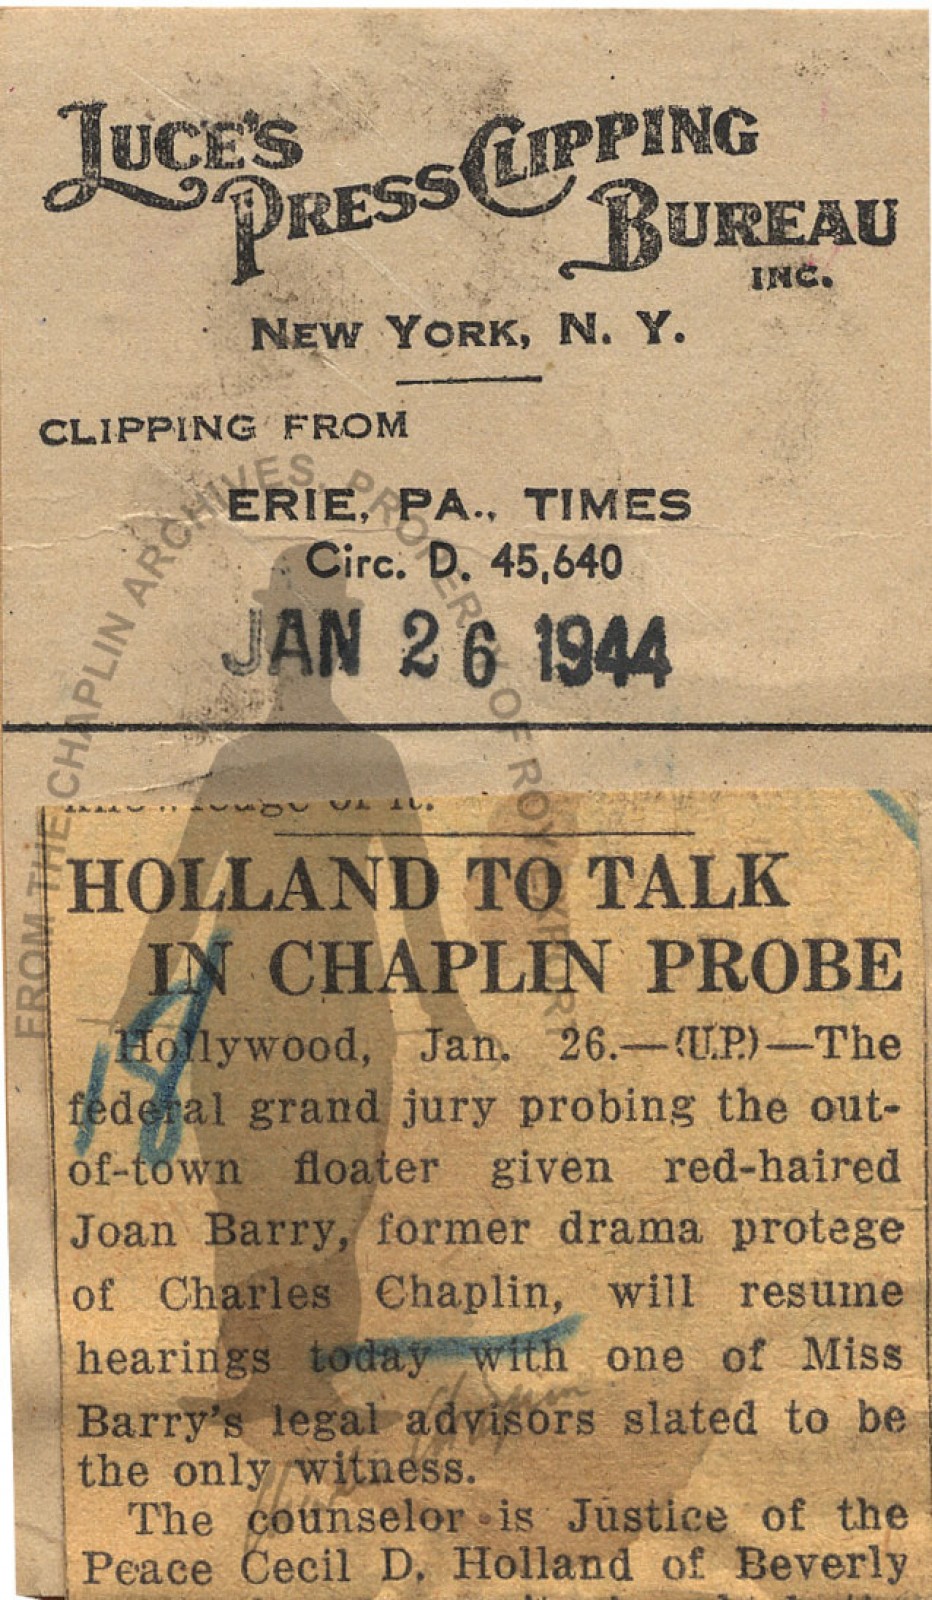 LUCE'S
PRESS CLIPPING
BUREAU
INC.
NEW YORK, N. Y.
CLIPPING FROM
ERIE, PA., TIMES
Circ. D. 45,640
JAN 26 1944
FROM THE CHAPLIN ARCHIVES, PROPERTY OF ROY EXPORT
of it.
HOLLAND TO TALK
IN CHAPLIN PROBE
Hollywood, Jan. 26.—(U.P.)—The
federal grand jury probing the out-
of-town floater given red-haired
Joan Barry, former drama protege
of Charles Chaplin, will resume
hearings today with one of Miss
Barry's legal advisors slated to be
the only witness.
The counselor is Justice of the
Peace Cecil D. Holland of Beverly